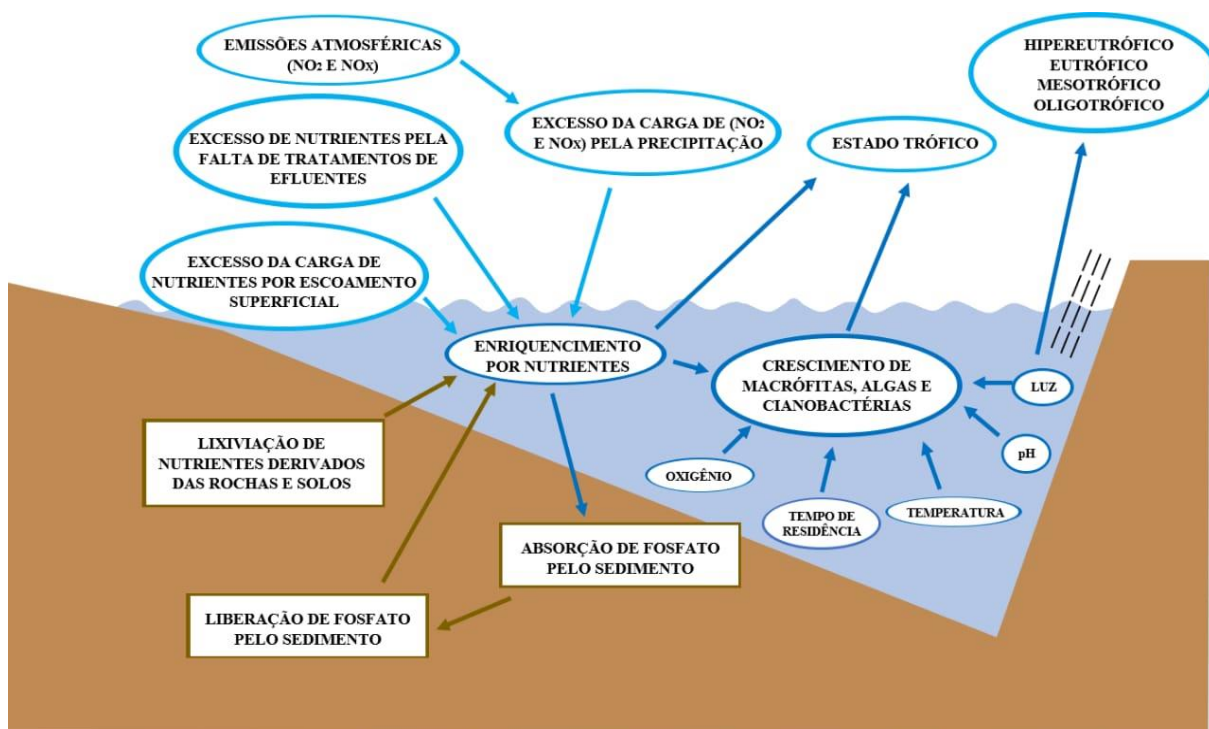 EMISSÕES ATMOSFÉRICAS
(NO2 E NOx)
HIPEREUTRÓFICO
EUTRÓFICO
MESOTRÓFICO
OLIGOTRÓFICO
EXCESSO DE NUTRIENTES PELA
FALTA DE TRATAMENTOS DE
EFLUENTES
EXCESSO DA CARGA DE (NO2
E NOx) PELA PRECIPITAÇÃO
ESTADO TRÓFICO
EXCESSO DA CARGA DE
NUTRIENTES POR ESCOAMENTO
SUPERFICIAL
ENRIQUENCIMENTO
POR NUTRIENTES
CRESCIMENTO DE
MACRÓFITAS, ALGAS E
CIANOBACTÉRIAS
LUZ
pH
OXIGÊNIO
TEMPO DE
RESIDÊNCIA
TEMPERATURA
LIXIVIAÇÃO DE
NUTRIENTES DERIVADOS
DAS ROCHAS E SOLOS
ABSORÇÃO DE FOSFATO
PELO SEDIMENTO
LIBERAÇÃO DE FOSFATO
PELO SEDIMENTO